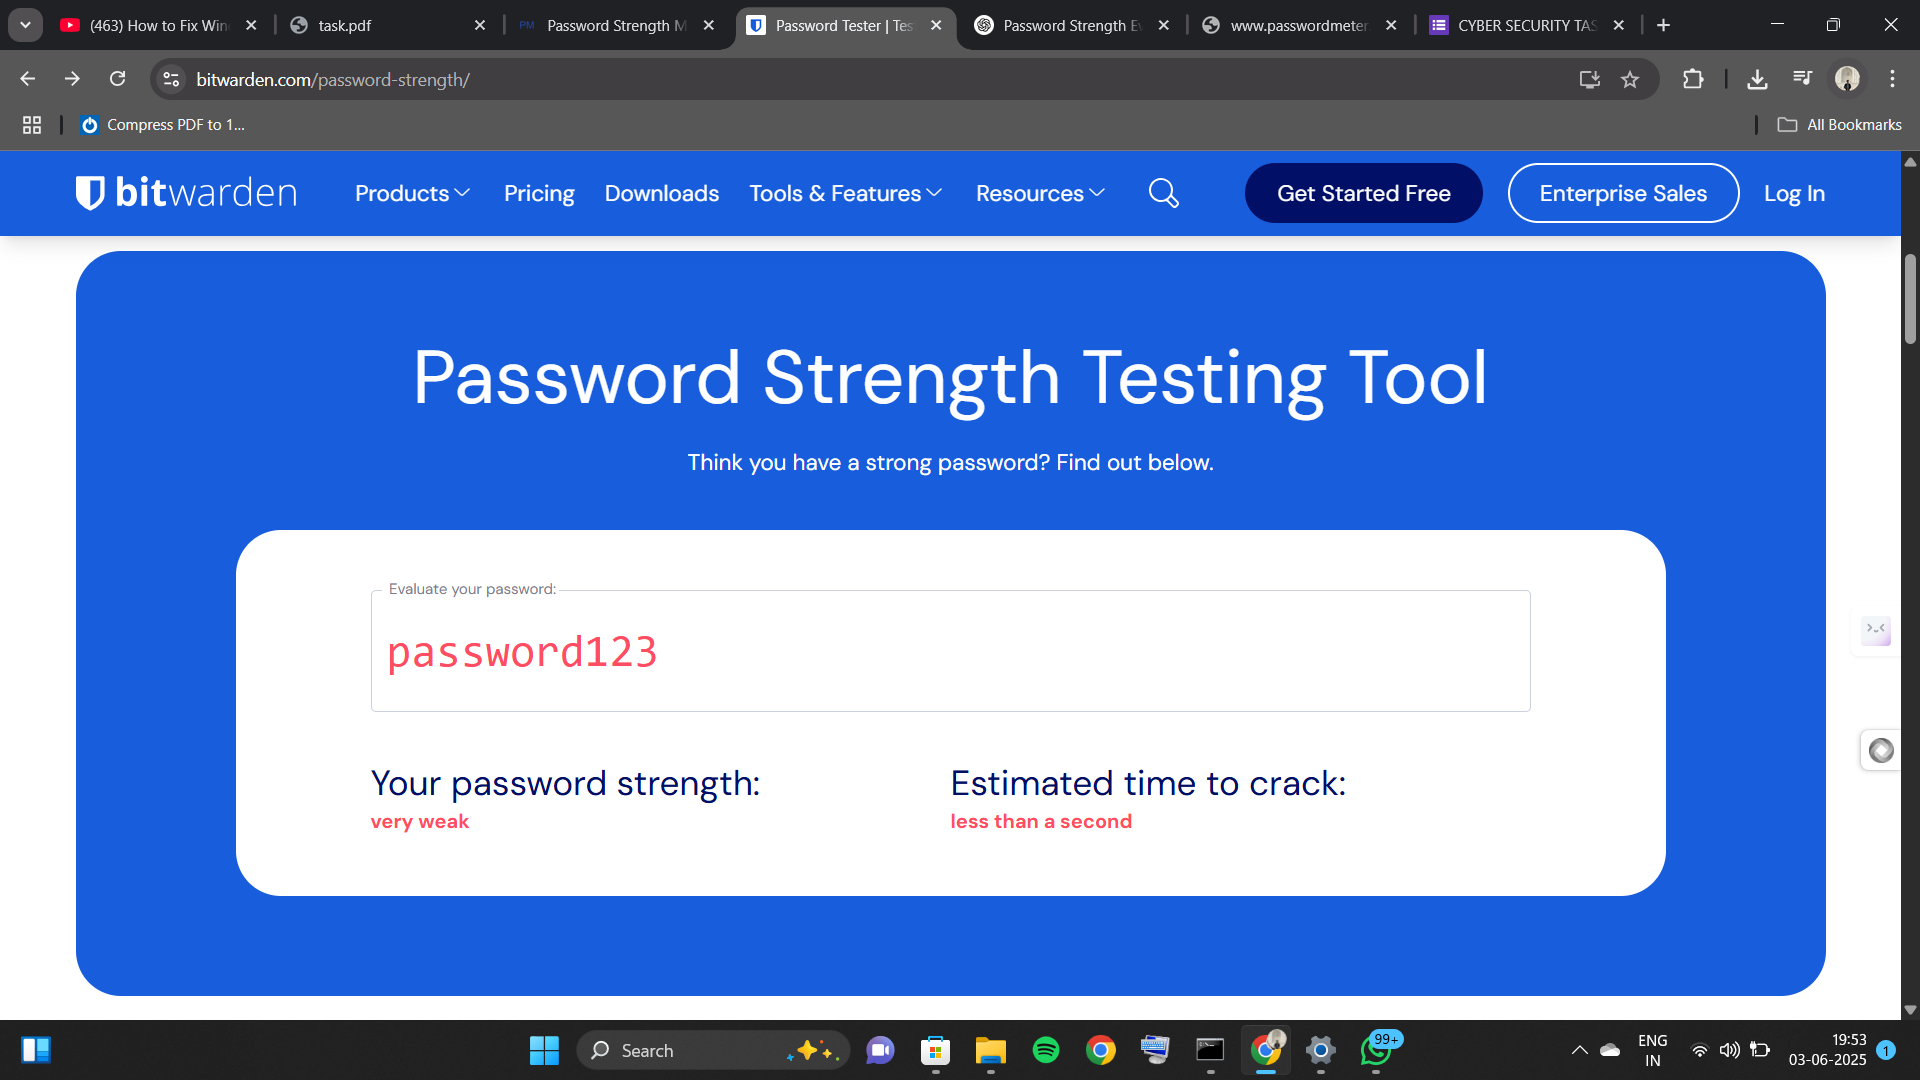 (463) How to Fix Win
task.pdf
PM Password Strength M
Password Tester | Tes
Password Strength Ev
www.passwordmeter
CYBER SECURITY TAS
bitwarden.com/password-strength/
Compress PDF to 1...
All Bookmarks
bitwarden
Products
Pricing
Downloads
Tools & Features
Resources
Get Started Free
Enterprise Sales
Log In
Password Strength Testing Tool
Think you have a strong password? Find out below.
Evaluate your password:
password123
Your password strength:
very weak
Estimated time to crack:
less than a second
Search
99+
ENG
IN
19:53
03-06-2025
1